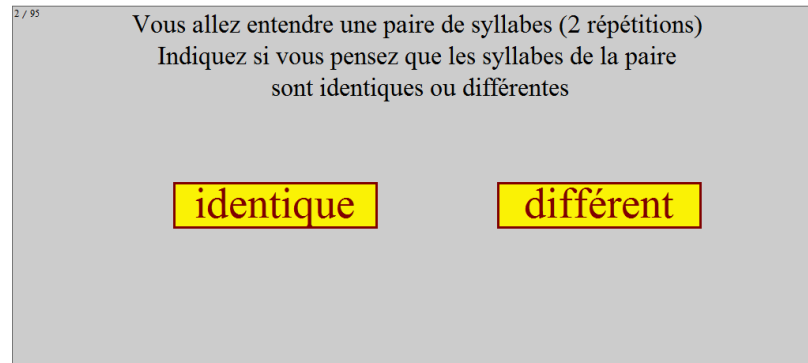 2 / 95
Vous allez entendre une paire de syllabes (2 répétitions)
Indiquez si vous pensez que les syllabes de la paire
sont identiques ou différentes
identique
différent